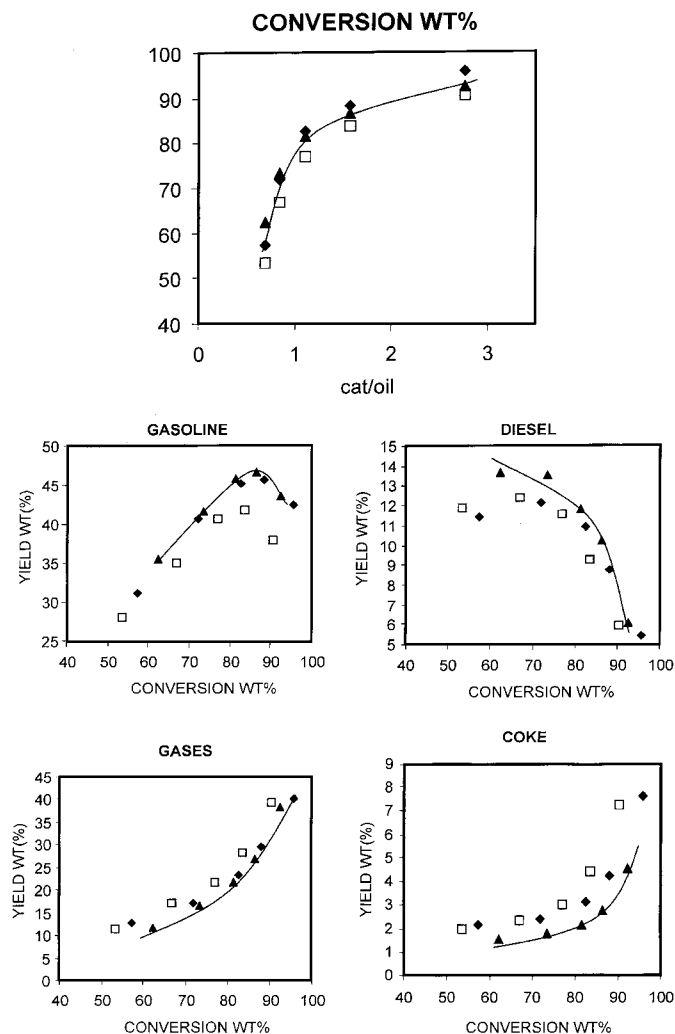 CONVERSION WT%
100
90
80
70
60
50
40
0 1 2 3
cat/oil
GASOLINE
YIELD WT(%)
50
45
40
35
30
25
40 50 60 70 80 90 100
CONVERSION WT%
DIESEL
YIELD WT(%)
15
14
13
12
11
10
9
8
7
6
5
40 50 60 70 80 90 100
CONVERSION WT%
GASES
YIELD WT(%)
45
40
35
30
25
20
15
10
5
0
40 50 60 70 80 90 100
CONVERSION WT%
COKE
YIELD WT(%)
9
8
7
6
5
4
3
2
1
0
40 50 60 70 80 90 100
CONVERSION WT%